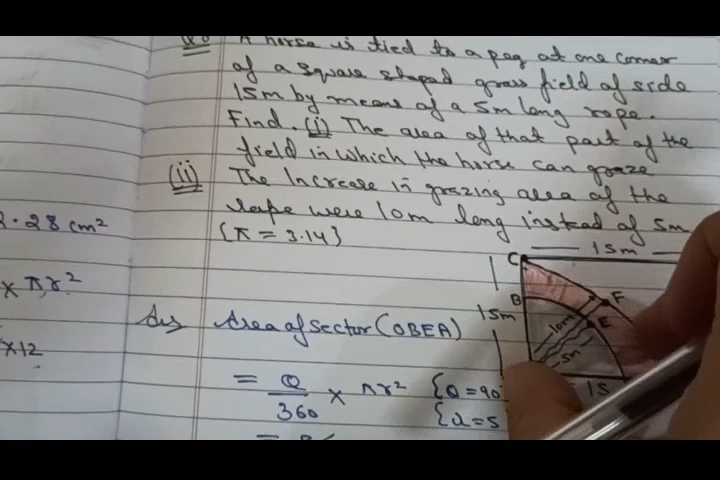 A horse is tied to a peg at one corner
of a square shaped grass field of side
15m by means of a 5m long rope.
Find. (i) The area of that part of the
field in which the horse can graze
(ii) The Increase in grazing area of the
rope were 10m long instead of 5m
(π = 3.14}
15m
C
F
B
E
15m
10m
5m
15
2.28 cm²
× πr²
×12
Ans Area of sector (OBEA)
= θ/360 × πr² {θ = 90